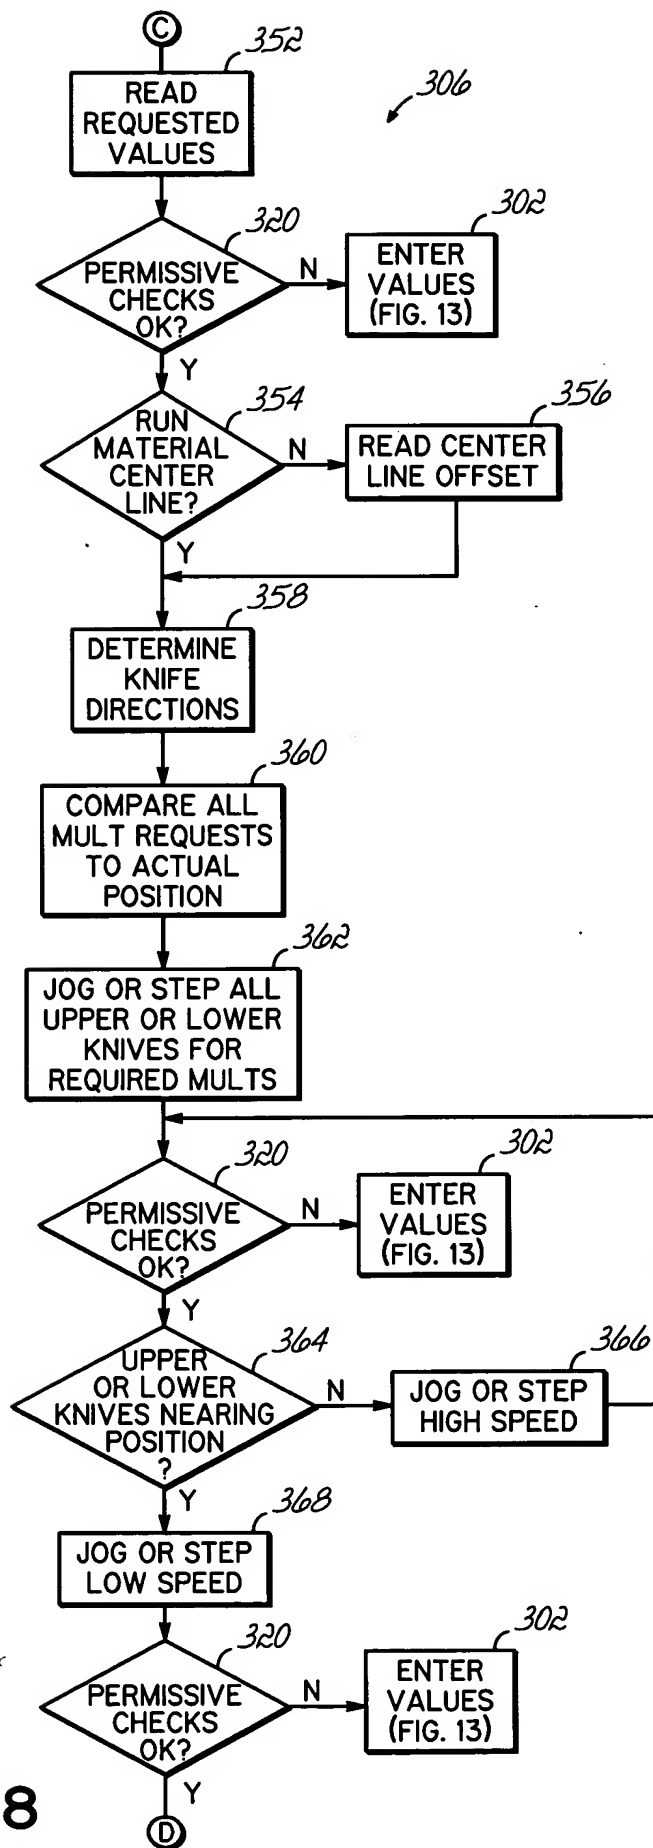 C
352
READ
REQUESTED
VALUES
306
320
PERMISSIVE
CHECKS
OK?
N
302
ENTER
VALUES
(FIG. 13)
Y
354
RUN
MATERIAL
CENTER
LINE?
N
356
READ CENTER
LINE OFFSET
Y
358
DETERMINE
KNIFE
DIRECTIONS
360
COMPARE ALL
MULT REQUESTS
TO ACTUAL
POSITION
362
JOG OR STEP ALL
UPPER OR LOWER
KNIVES FOR
REQUIRED MULTS
320
PERMISSIVE
CHECKS
OK?
N
302
ENTER
VALUES
(FIG. 13)
Y
364
UPPER
OR LOWER
KNIVES NEARING
POSITION
?
N
366
JOG OR STEP
HIGH SPEED
Y
368
JOG OR STEP
LOW SPEED
320
PERMISSIVE
CHECKS
OK?
N
302
ENTER
VALUES
(FIG. 13)
Y
8
D